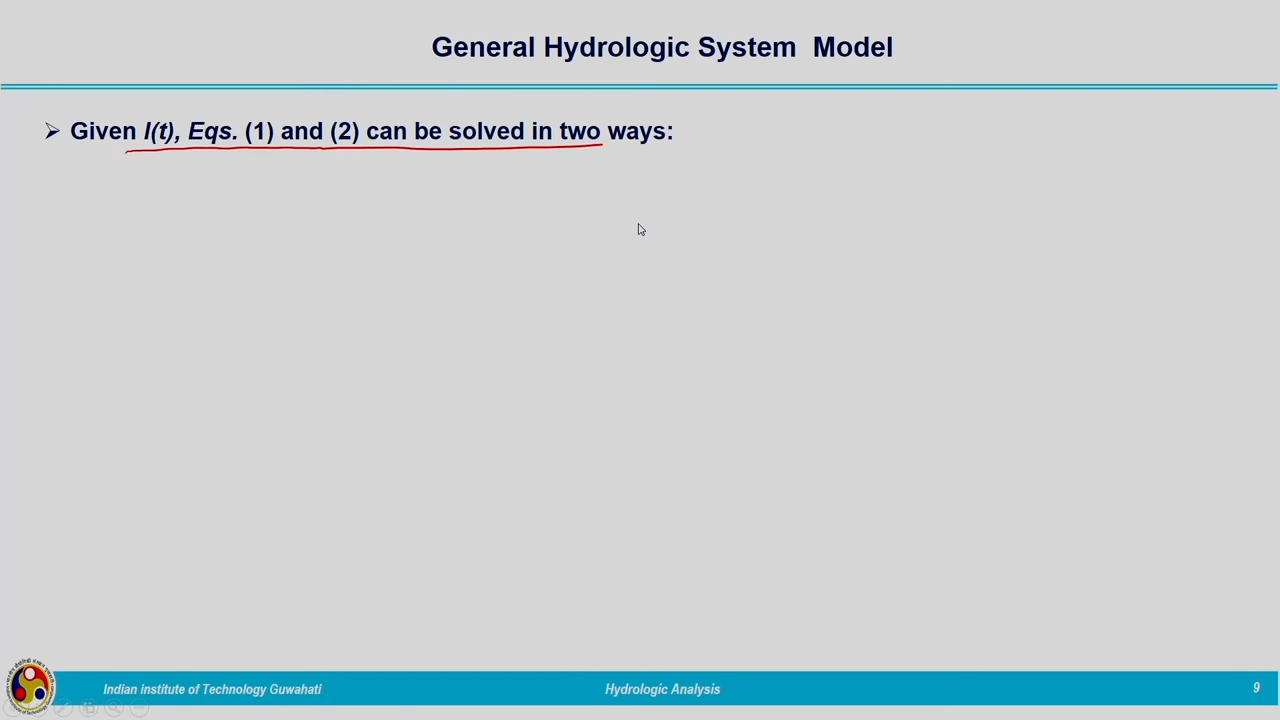 General Hydrologic System Model
➢ Given I(t), Eqs. (1) and (2) can be solved in two ways:
Indian institute of Technology Guwahati
Hydrologic Analysis
9